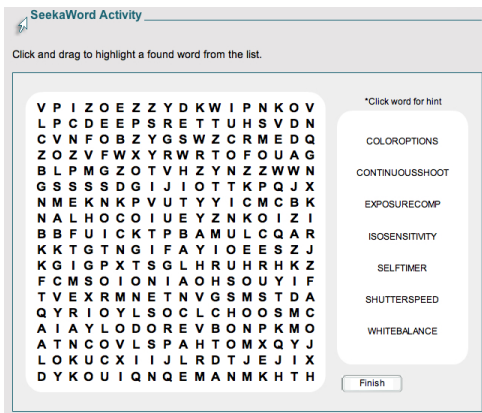 SeekaWord Activity
Click and drag to highlight a found word from the list.
V P I Z O E Z Z Y D K W I P N K O V
L P C D E E P S R E T T U H S V D N
C V N F O B Z Y G S W Z C R M E D Q
Z O Z V F W X Y R W R T O F O U A G
B L P M G Z O T V H Z Y N Z Z W W N
G S S S S D G I J I O T T K P Q J X
N M E K N K P V U T Y Y I C M C B K
N A L H O C O I U E Y Z N K O I Z I
B B F U I C K T P B A M U L C Q A R
K K T G T N G I F A Y I O E E S Z J
K G I G P X T S G L H R U H R H K Z
F C M S O I O N I A O H S O U Y I F
T V E X R M N E T N V G S M S T D A
Q Y R I O Y L S O C L C H O O S M C
A I A Y L O D O R E V B O N P K M O
A T N C O V L S P A H T O M X Q Y J
L O K U C X I I J L R D T J E J I X
D Y K O U I Q N Q E M A N M K H T H
*Click word for hint
COLOROPTIONS
CONTINUOUSSHOOT
EXPOSURECOMP
ISOSENSITIVITY
SELFTIMER
SHUTTERSPEED
WHITEBALANCE
Finish